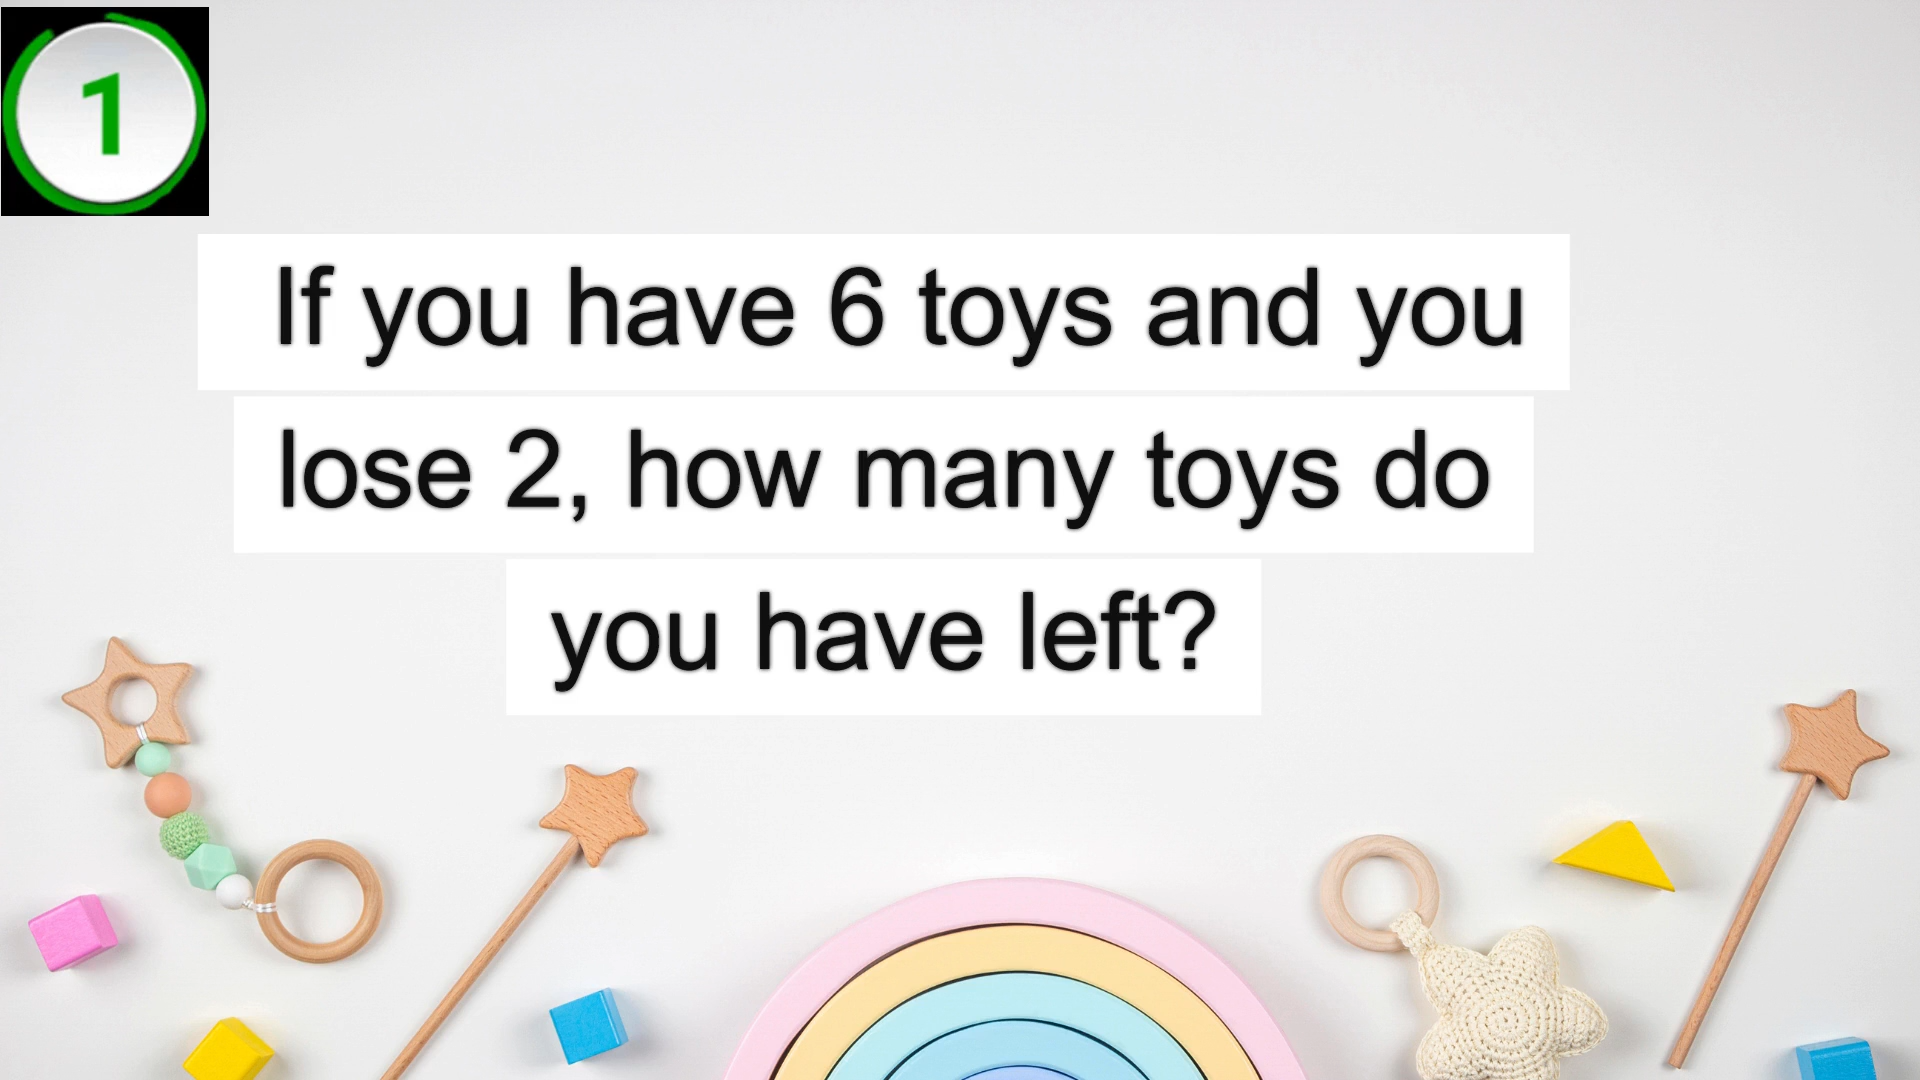 1
If you have 6 toys and you
lose 2, how many toys do
you have left?